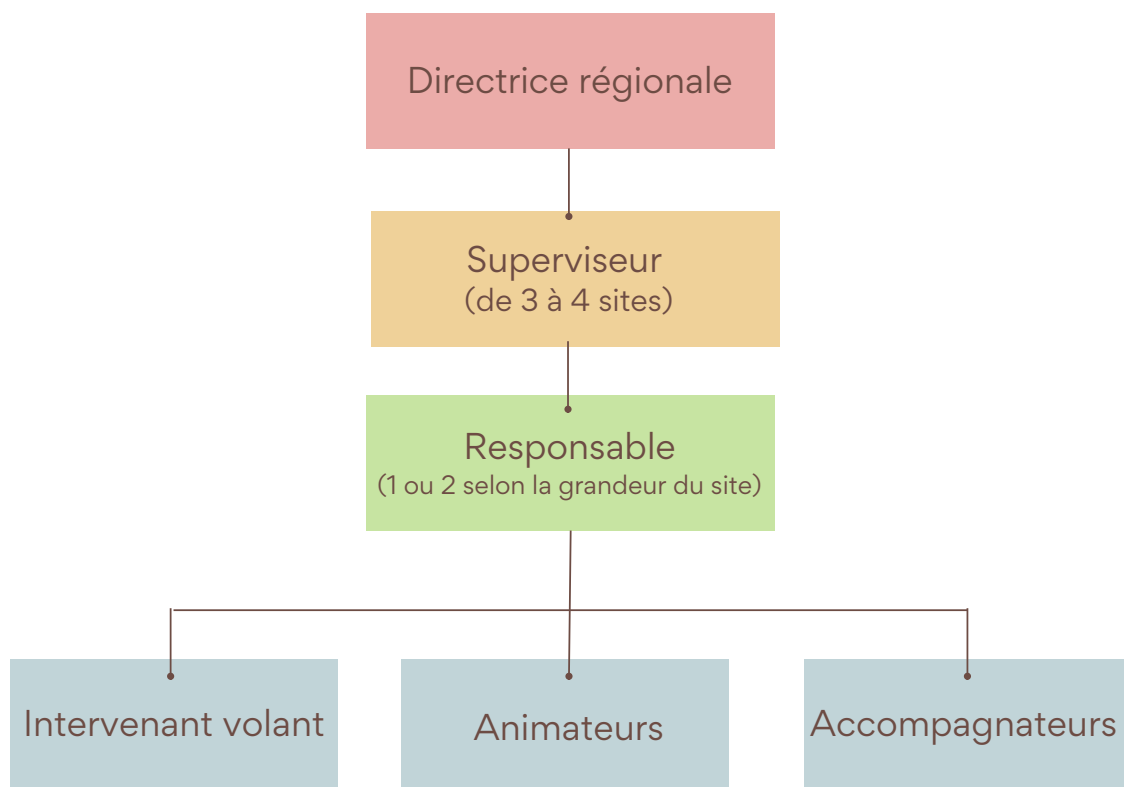 Directrice régionale
Superviseur
(de 3 à 4 sites)
Responsable
(1 ou 2 selon la grandeur du site)
Intervenant volant
Animateurs
Accompagnateurs